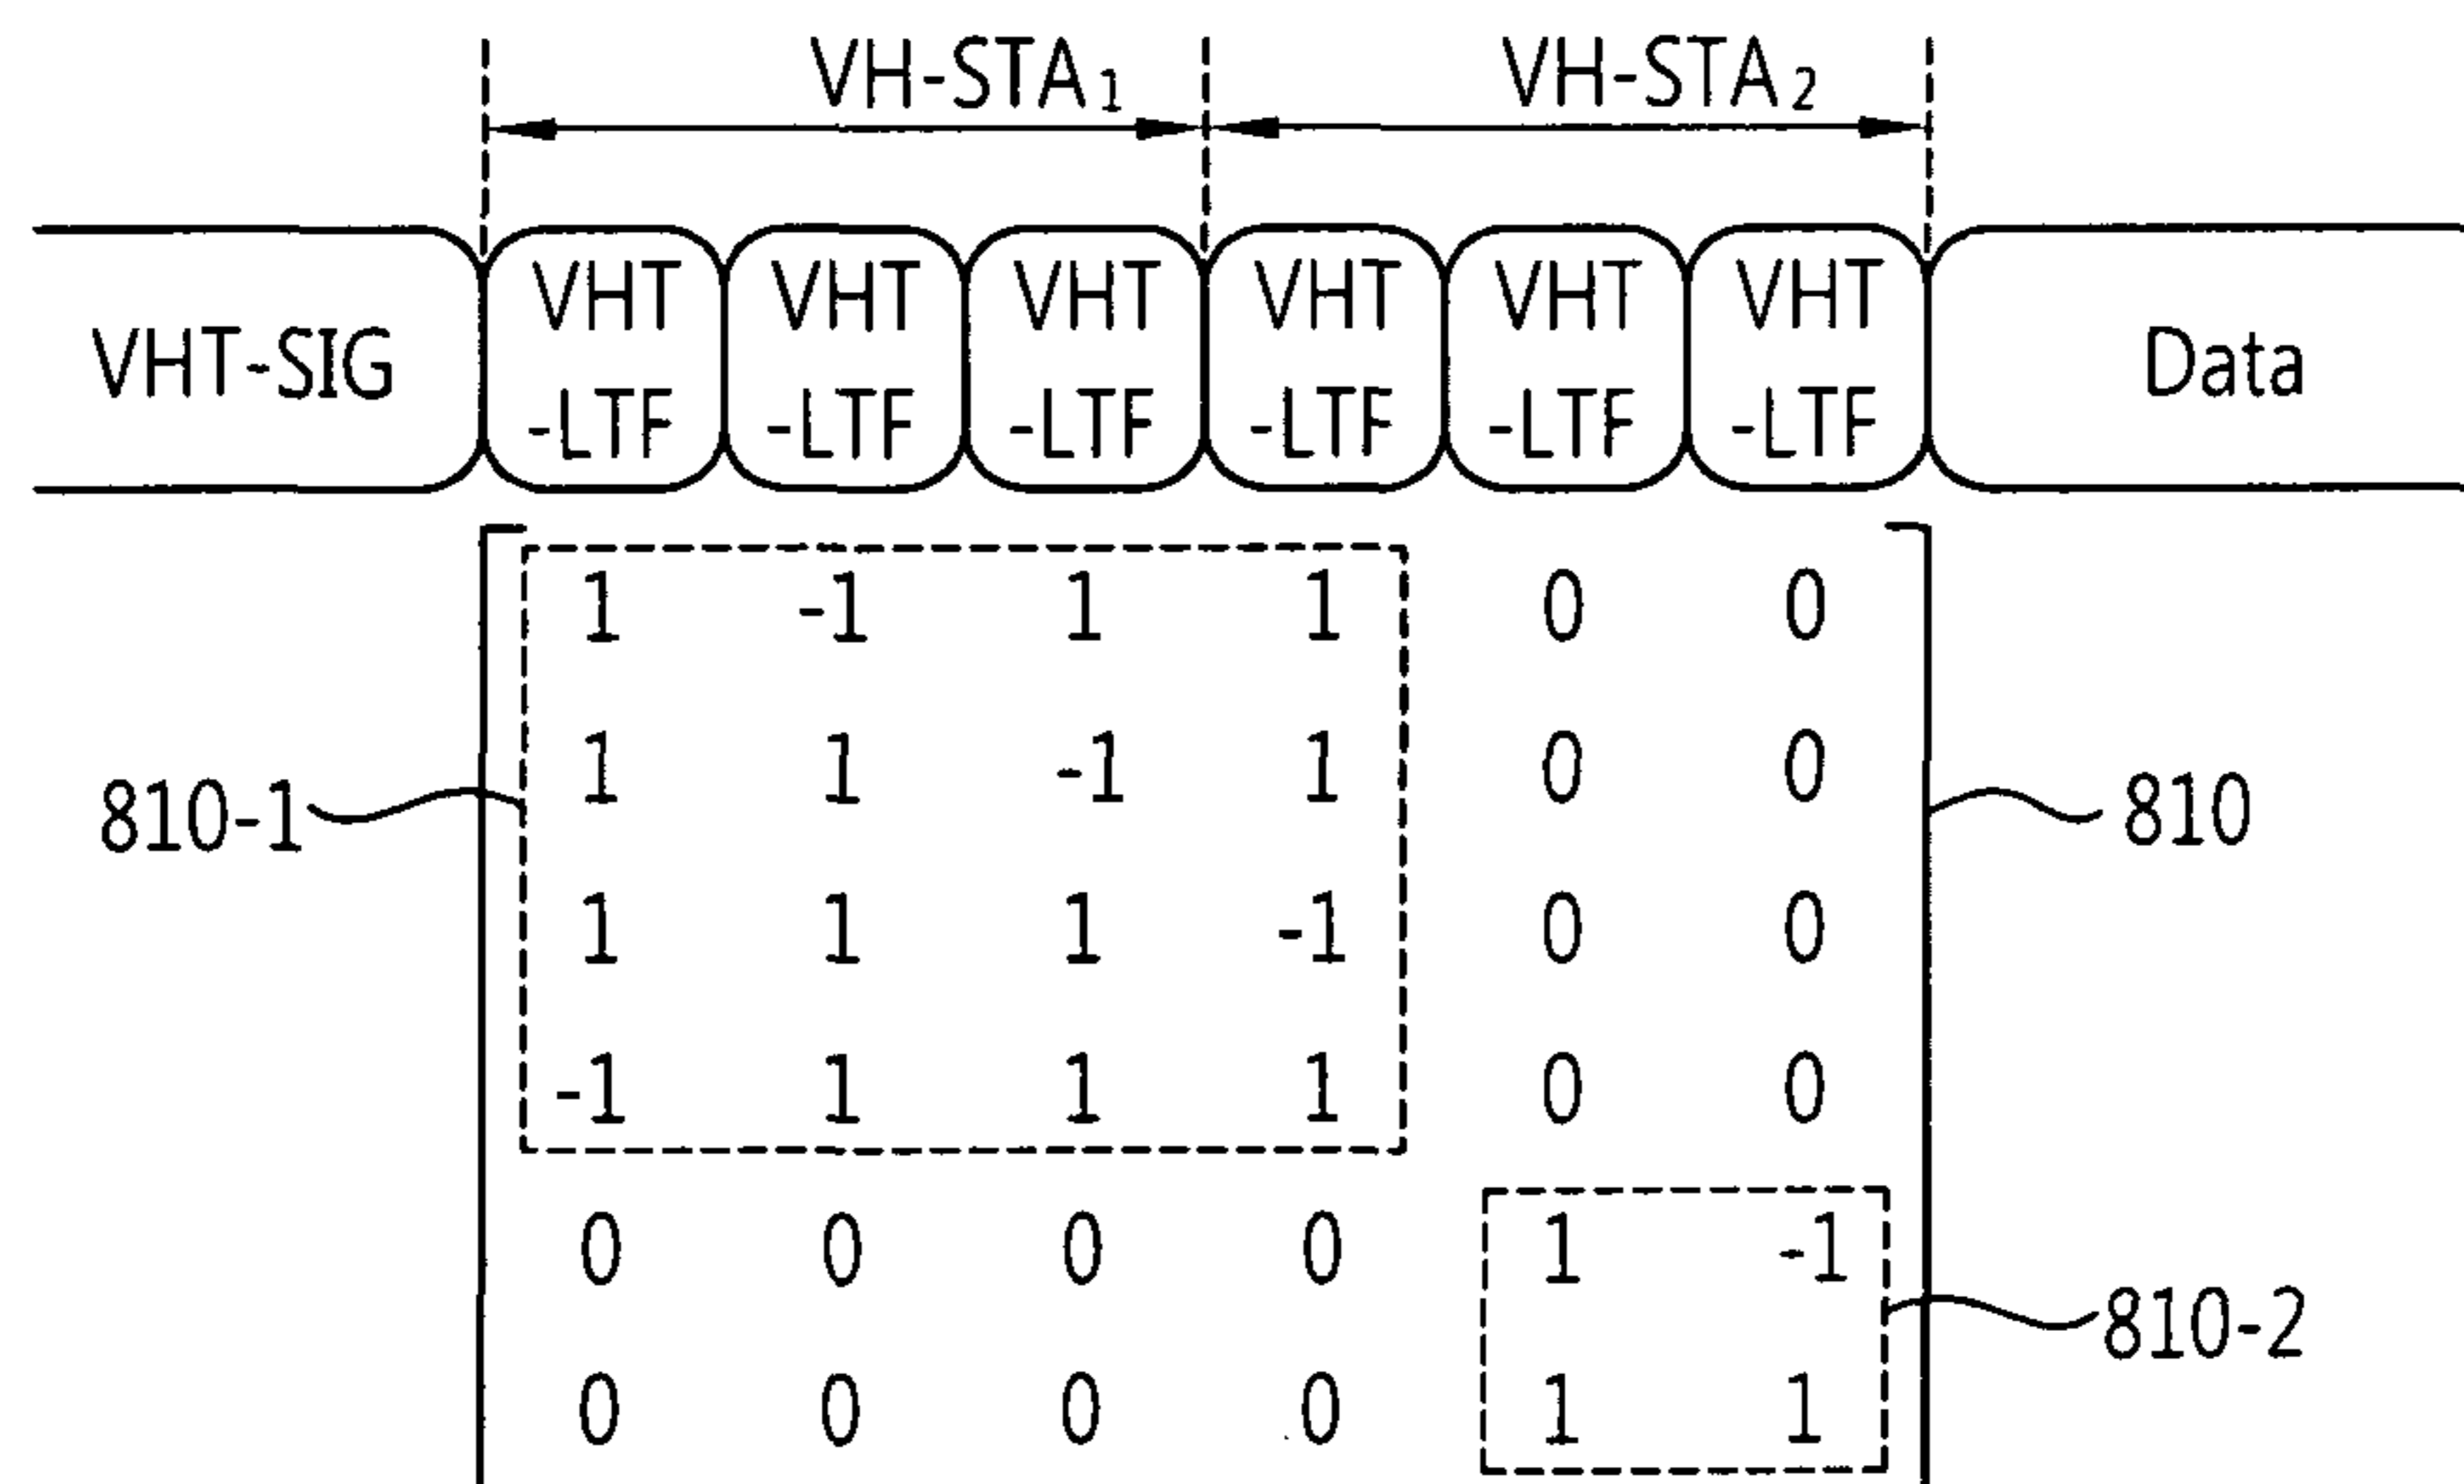 VH-STA1 VH-STA2
VHT-SIG VHT -LTF VHT -LTF VHT -LTF VHT -LTF VHT -LTF VHT -LTF Data
1 -1 1 1 0 0
1 1 -1 1 0 0
810-1 810
1 1 1 -1 0 0
-1 1 1 1 0 0
0 0 0 0 1 -1
810-2
0 0 0 0 1 1